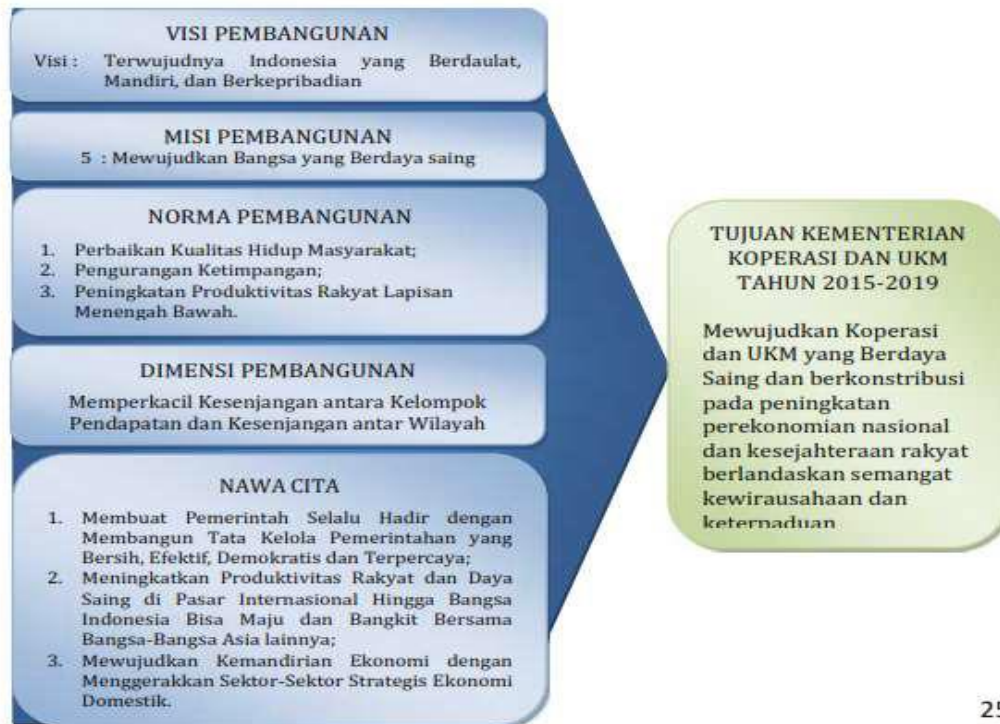 VISI PEMBANGUNAN
Visi : Terwujudnya Indonesia yang Berdaulat,
Mandiri, dan Berkepribadian
MISI PEMBANGUNAN
5 : Mewujudkan Bangsa yang Berdaya saing
NORMA PEMBANGUNAN
1. Perbaikan Kualitas Hidup Masyarakat;
2. Pengurangan Ketimpangan;
3. Peningkatan Produktivitas Rakyat Lapisan
Menengah Bawah.
DIMENSI PEMBANGUNAN
Memperkacil Kesenjangan antara Kelompok
Pendapatan dan Kesenjangan antar Wilayah
NAWA CITA
1. Membuat Pemerintah Selalu Hadir dengan
Membangun Tata Kelola Pemerintahan yang
Bersih, Efektif, Demokratis dan Terpercaya;
2. Meningkatkan Produktivitas Rakyat dan Daya
Saing di Pasar Internasional Hingga Bangsa
Indonesia Bisa Maju dan Bangkit Bersama
Bangsa-Bangsa Asia lainnya;
3. Mewujudkan Kemandirian Ekonomi dengan
Menggerakkan Sektor-Sektor Strategis Ekonomi
Domestik.
TUJUAN KEMENTERIAN
KOPERASI DAN UKM
TAHUN 2015-2019
Mewujudkan Koperasi
dan UKM yang Berdaya
Saing dan berkonstribusi
pada peningkatan
perekonomian nasional
dan kesejahteraan rakyat
berlandaskan semangat
kewirausahaan dan
keterpaduan
25